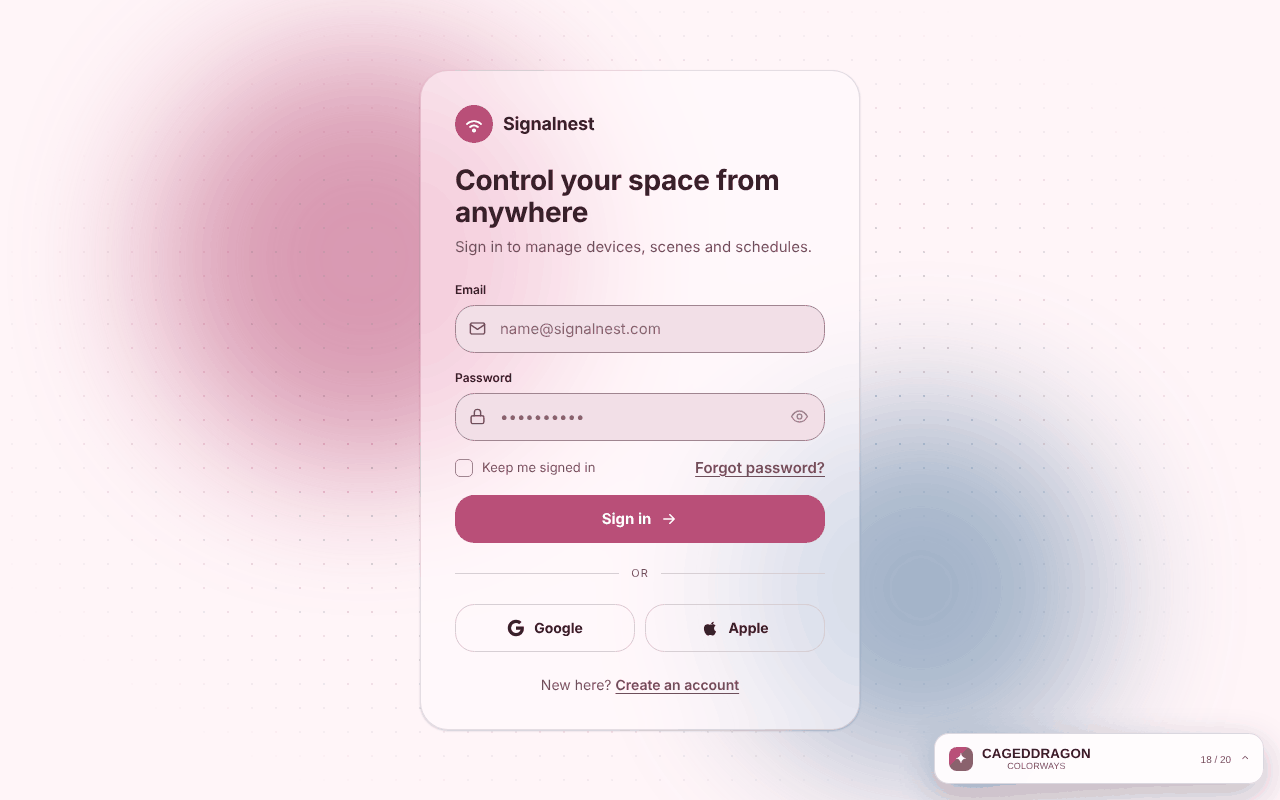 Signalnest
Control your space from
anywhere
Sign in to manage devices, scenes and schedules.
Email
name@signalnest.com
Password
••••••••••
Keep me signed in
Forgot password?
Sign in →
OR
Google
Apple
New here? Create an account
CAGEDDRAGON
COLORWAYS
18 / 20